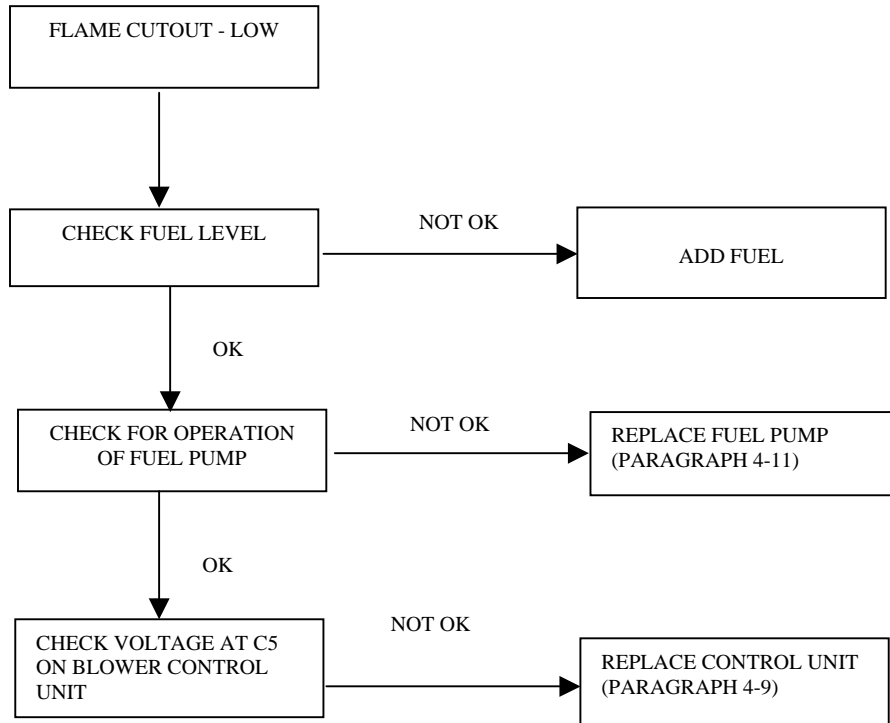 FLAME CUTOUT - LOW
CHECK FUEL LEVEL
NOT OK
ADD FUEL
OK
CHECK FOR OPERATION
OF FUEL PUMP
NOT OK
REPLACE FUEL PUMP
(PARAGRAPH 4-11)
OK
CHECK VOLTAGE AT C5
ON BLOWER CONTROL
UNIT
NOT OK
REPLACE CONTROL UNIT
(PARAGRAPH 4-9)